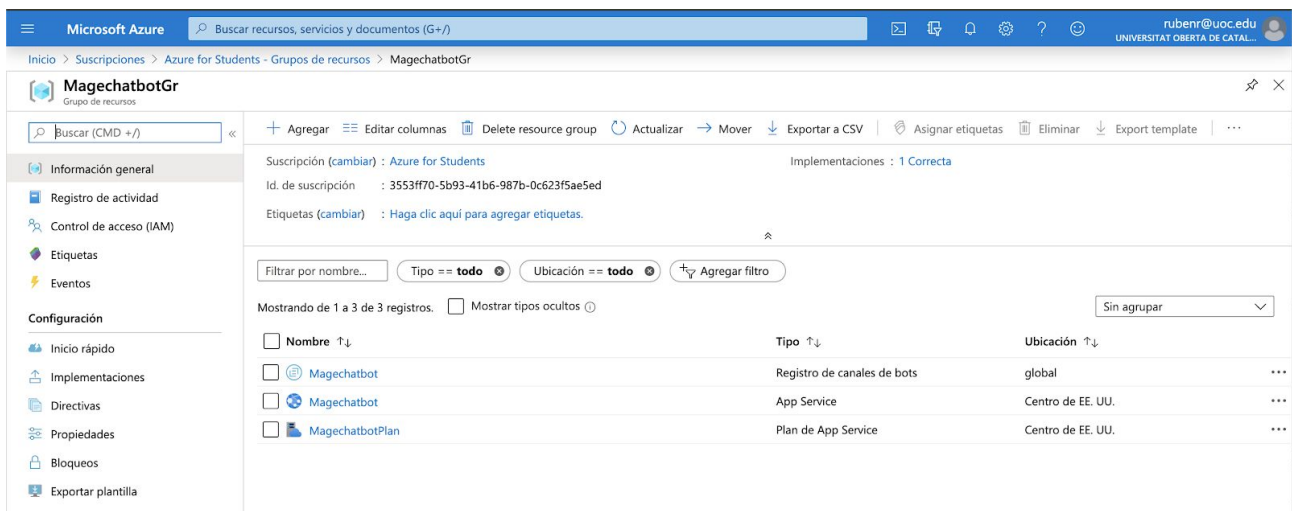 Microsoft Azure
Buscar recursos, servicios y documentos (G+/)
rubenr@uoc.edu
UNIVERSITAT OBERTA DE CATAL...
Inicio > Suscripciones > Azure for Students - Grupos de recursos > MagechatbotGr
MagechatbotGr
Grupo de recursos
Buscar (CMD +/)
Información general
Registro de actividad
Control de acceso (IAM)
Etiquetas
Eventos
Configuración
Inicio rápido
Implementaciones
Directivas
Propiedades
Bloqueos
Exportar plantilla
Agregar Editar columnas Delete resource group Actualizar Mover Exportar a CSV Asignar etiquetas Eliminar Export template ...
Suscripción (cambiar) : Azure for Students Implementaciones : 1 Correcta
Id. de suscripción : 3553ff70-5b93-41b6-987b-0c623f5ae5ed
Etiquetas (cambiar) : Haga clic aquí para agregar etiquetas.
Filtrar por nombre... Tipo == todo Ubicación == todo Agregar filtro
Mostrando de 1 a 3 de 3 registros. Mostrar tipos ocultos Sin agrupar
Nombre Tipo Ubicación
Magechatbot Registro de canales de bots global
Magechatbot App Service Centro de EE. UU.
MagechatbotPlan Plan de App Service Centro de EE. UU.